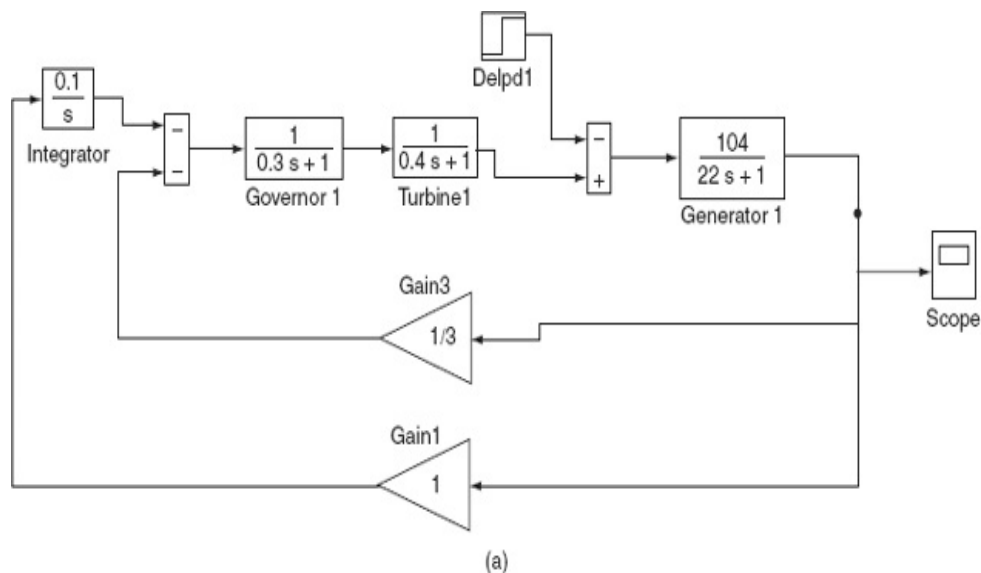 Delpd1
0.1
s
Integrator
−
−
1
0.3 s + 1
Governor 1
1
0.4 s + 1
Turbine1
−
+
104
22 s + 1
Generator 1
Scope
Gain3
1/3
Gain1
1
(a)